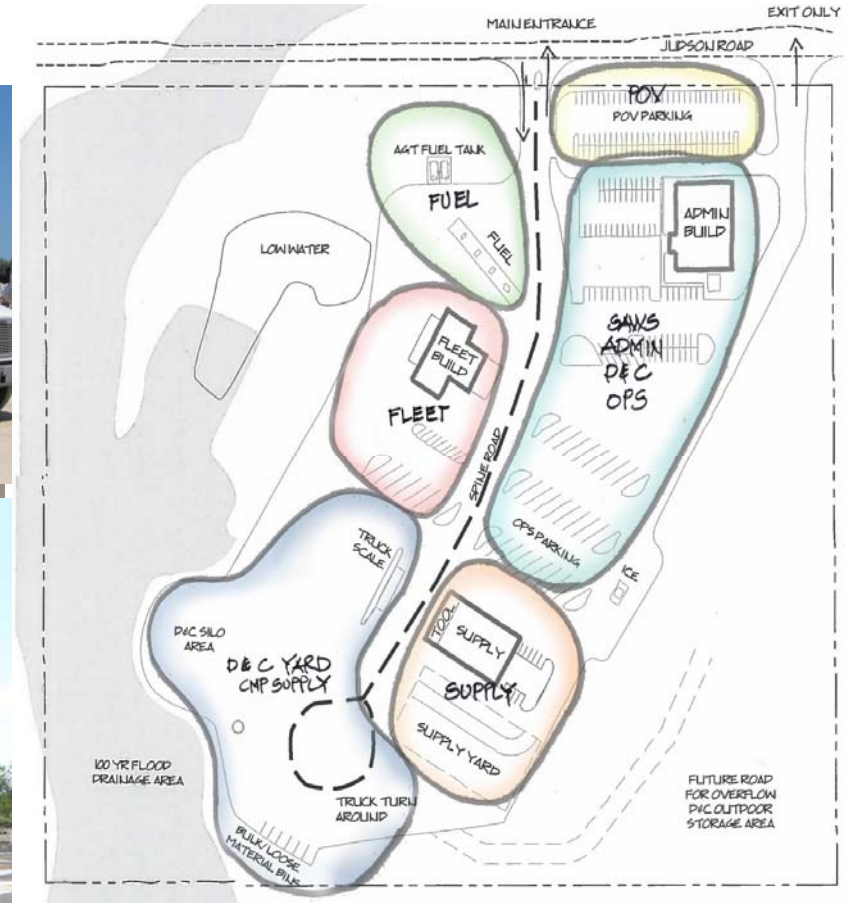 EXIT ONLY
MAIN ENTRANCE
JUDSON ROAD
POV
POV PARKING
AGT FUEL TANK
FUEL
FUEL
ADMIN
BUILD
LOW WATER
SAWS
ADMIN
D&C
OPS
FLEET
BUILD
FLEET
SPINE ROAD
OPS PARKING
TRUCK
SCALE
ICE
TOOL
SUPPLY
SUPPLY
SUPPLY YARD
D&C SILO
AREA
D&C YARD
CMP SUPPLY
100 YR FLOOD
DRAINAGE AREA
TRUCK TURN
AROUND
BULK/LOOSE
MATERIAL BINS
FUTURE ROAD
FOR OVERFLOW
D&C OUTDOOR
STORAGE AREA